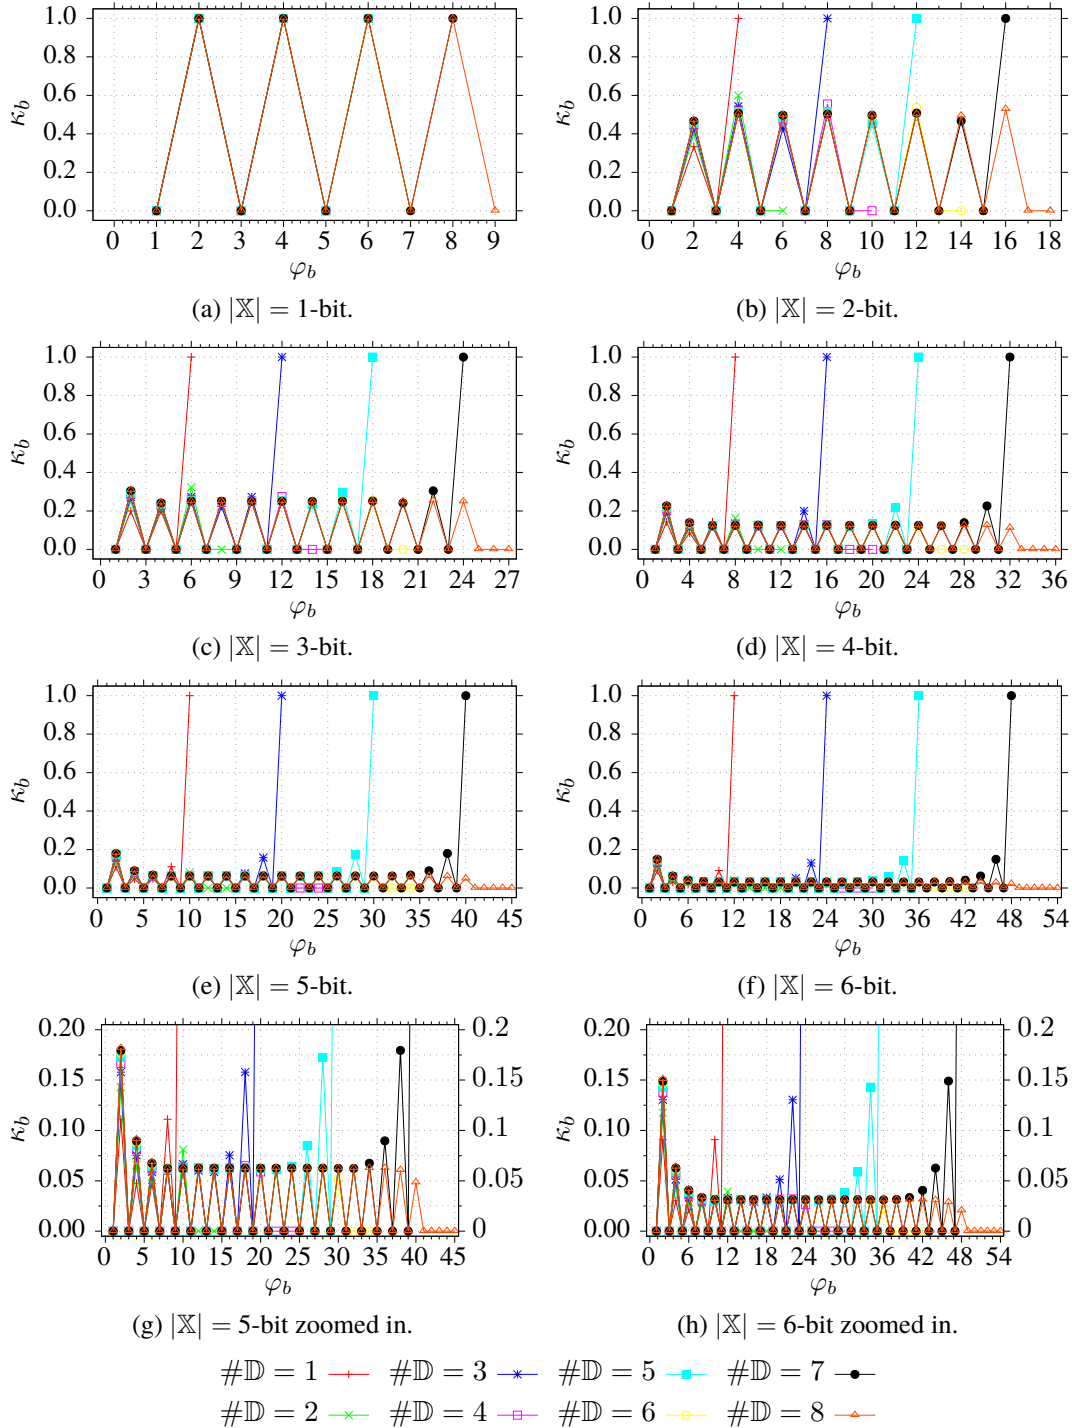 1.0
0.8
0.6
0.4
0.2
0.0
κ_b
0 1 2 3 4 5 6 7 8 9
φ_b
(a) |𝕏| = 1-bit.
1.0
0.8
0.6
0.4
0.2
0.0
κ_b
0 2 4 6 8 10 12 14 16 18
φ_b
(b) |𝕏| = 2-bit.
1.0
0.8
0.6
0.4
0.2
0.0
κ_b
0 3 6 9 12 15 18 21 24 27
φ_b
(c) |𝕏| = 3-bit.
1.0
0.8
0.6
0.4
0.2
0.0
κ_b
0 4 8 12 16 20 24 28 32 36
φ_b
(d) |𝕏| = 4-bit.
1.0
0.8
0.6
0.4
0.2
0.0
κ_b
0 5 10 15 20 25 30 35 40 45
φ_b
(e) |𝕏| = 5-bit.
1.0
0.8
0.6
0.4
0.2
0.0
κ_b
0 6 12 18 24 30 36 42 48 54
φ_b
(f) |𝕏| = 6-bit.
0.20 0.2
0.15 0.15
0.10 0.1
0.05 0.05
0.00 0
κ_b
0 5 10 15 20 25 30 35 40 45
φ_b
(g) |𝕏| = 5-bit zoomed in.
0.20 0.2
0.15 0.15
0.10 0.1
0.05 0.05
0.00 0
κ_b
0 6 12 18 24 30 36 42 48 54
φ_b
(h) |𝕏| = 6-bit zoomed in.
#𝔻 = 1 #𝔻 = 3 #𝔻 = 5 #𝔻 = 7
#𝔻 = 2 #𝔻 = 4 #𝔻 = 6 #𝔻 = 8